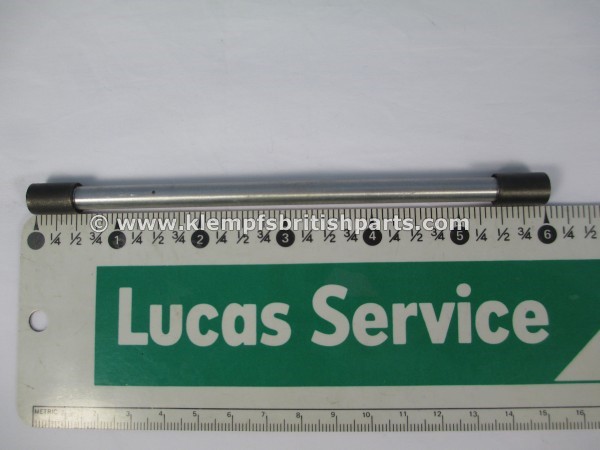 © www.klempfsbritishparts.com
¼ ½ ¾ 1 ¼ ½ ¾ 2 ¼ ½ ¾ 3 ¼ ½ ¾ 4 ¼ ½ ¾ 5 ¼ ½ ¾ 6 ¼ ½
Lucas Service
METRIC 1 2 3 4 5 6 7 8 9 10 11 12 13 14 15 16